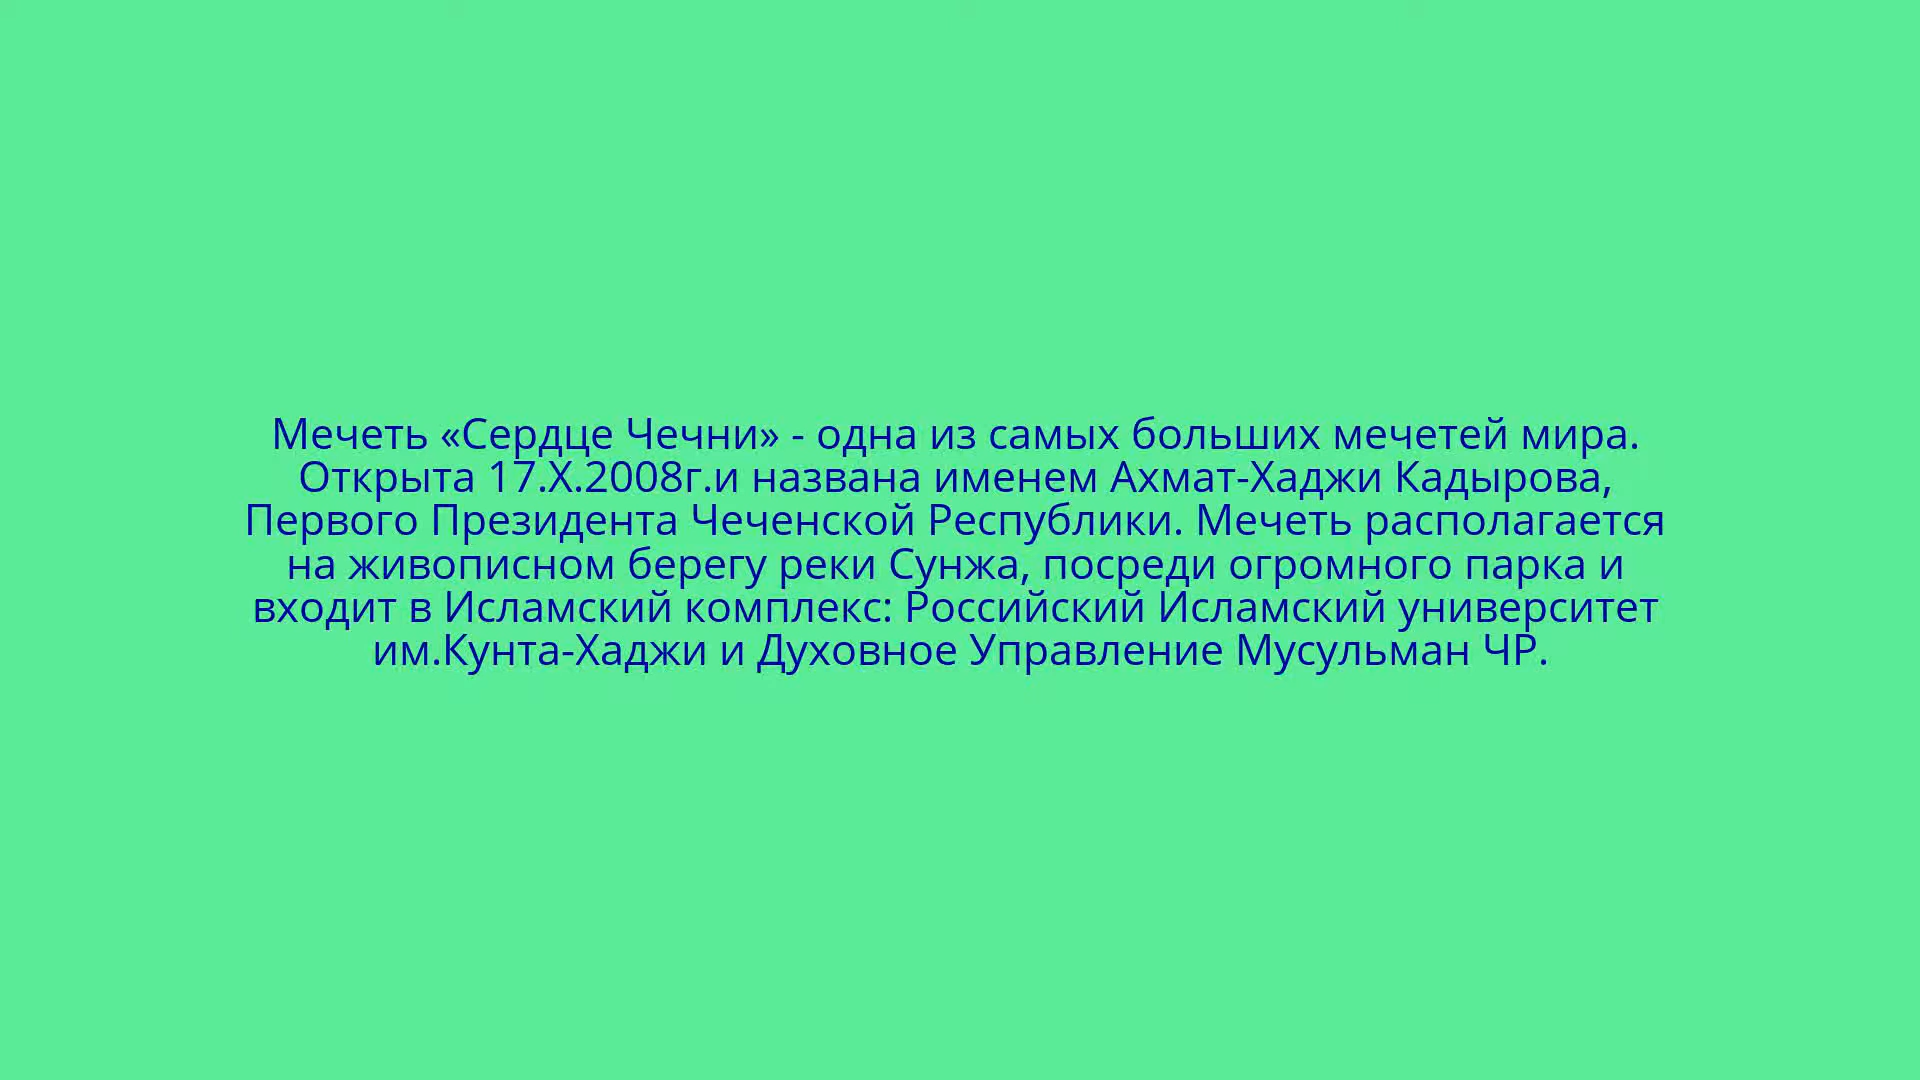 Мечеть «Сердце Чечни» - одна из самых больших мечетей мира.
Открыта 17.X.2008г.и названа именем Ахмат-Хаджи Кадырова,
Первого Президента Чеченской Республики. Мечеть располагается
на живописном берегу реки Сунжа, посреди огромного парка и
входит в Исламский комплекс: Российский Исламский университет
им.Кунта-Хаджи и Духовное Управление Мусульман ЧР.